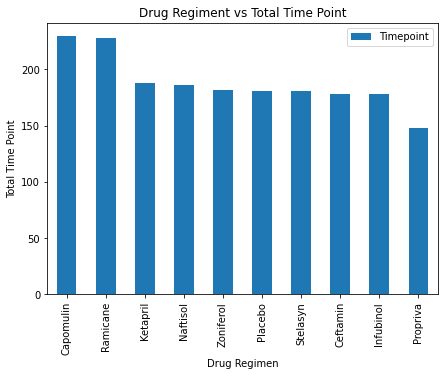 Drug Regiment vs Total Time Point
Timepoint
Total Time Point
200
150
100
50
0
Capomulin
Ramicane
Ketapril
Naftisol
Zoniferol
Placebo
Stelasyn
Ceftamin
Infubinol
Propriva
Drug Regimen